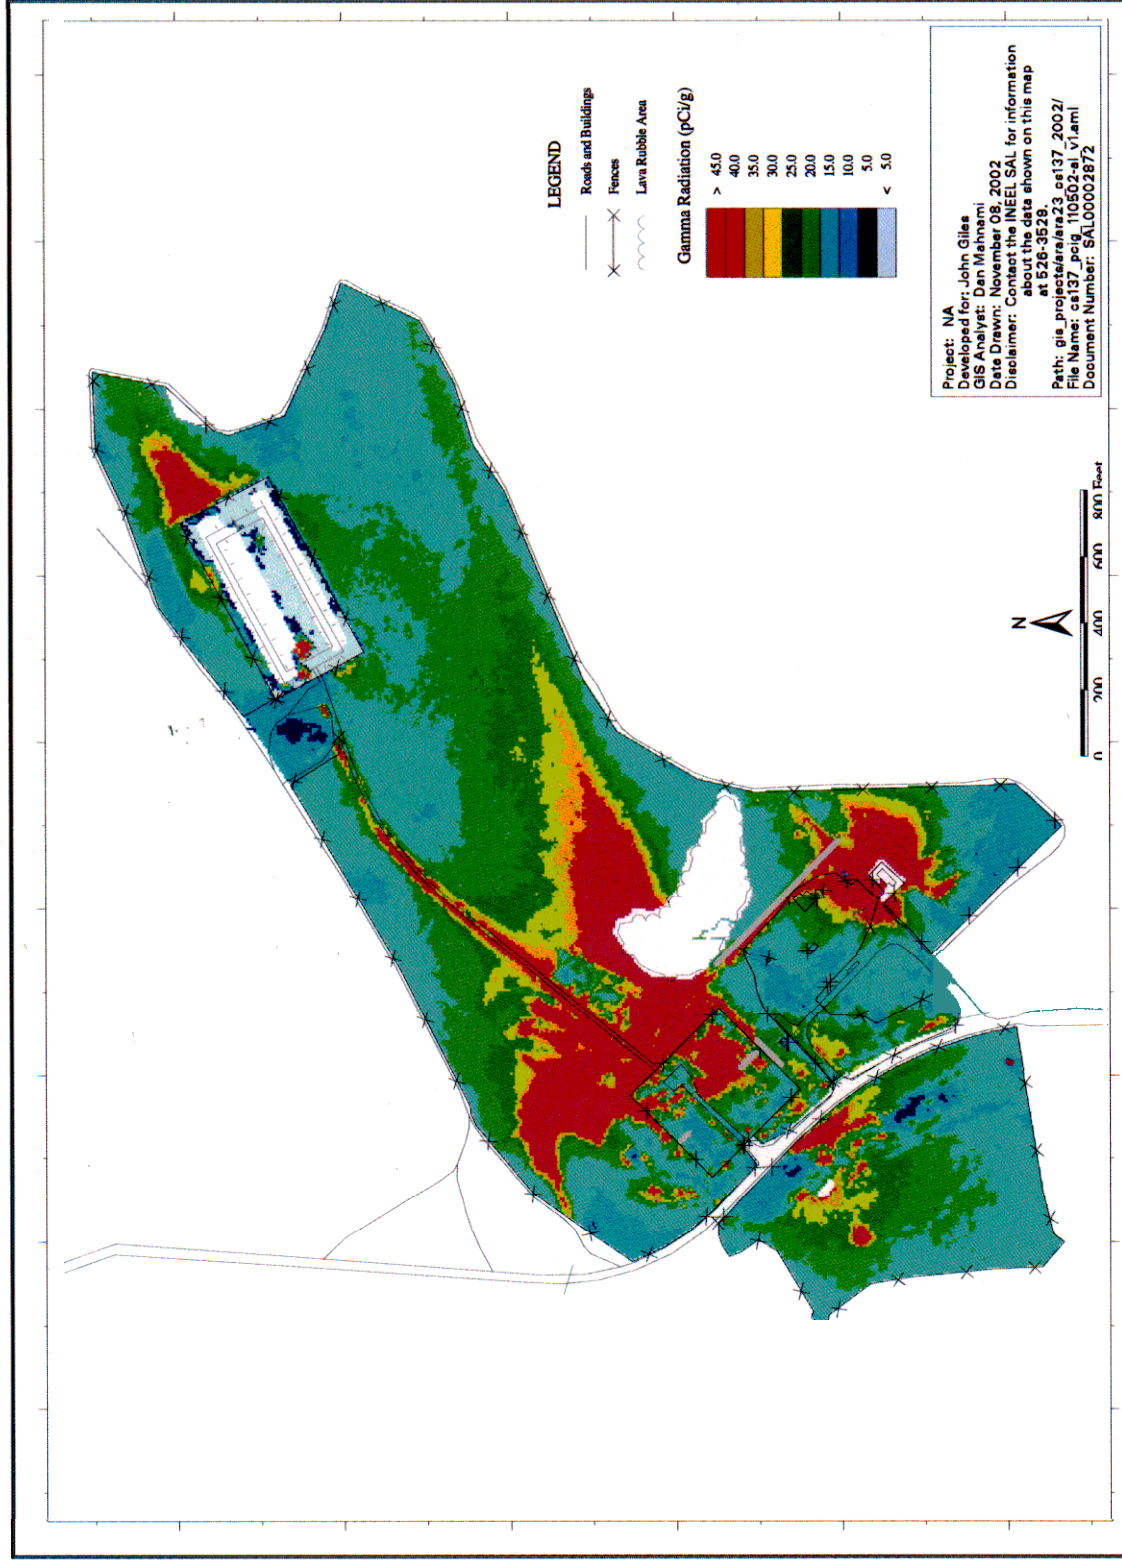 LEGEND
Roads and Buildings
Fences
Lava Rubble Area
Gamma Radiation (pCi/g)
> 45.0
40.0
35.0
30.0
25.0
20.0
15.0
10.0
5.0
< 5.0
N
0 200 400 600 800 Feet
Project: NA
Developed for: John Giles
GIS Analyst: Dan Mahnami
Date Drawn: November 08, 2002
Disclaimer: Contact the INEEL SAL for information
about the data shown on this map
at 526-3529.
Path: gis_projects/ara/ara23_cs137_2002/
File Name: cs137_pcig_110502-al_v1.aml
Document Number: SAL00002872